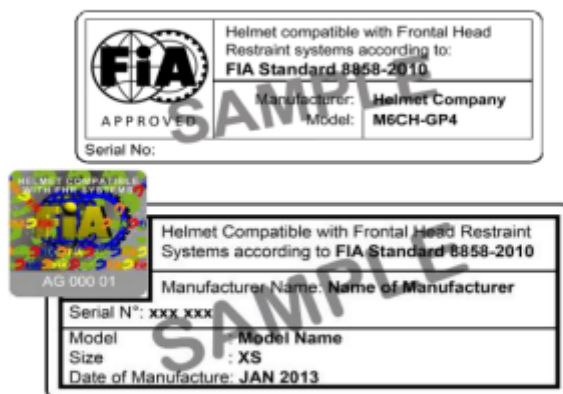 FiA
APPROVED
Helmet compatible with Frontal Head
Restraint systems according to:
FIA Standard 8858-2010
Manufacturer: Helmet Company
Model: M6CH-GP4
Serial No:
SAMPLE
HELMET COMPATIBLE
WITH FHR SYSTEMS
FiA
AG 000 01
Helmet Compatible with Frontal Head Restraint
Systems according to FIA Standard 8858-2010
Manufacturer Name: Name of Manufacturer
Serial N°: xxx xxx
Model : Model Name
Size : XS
Date of Manufacture: JAN 2013
SAMPLE